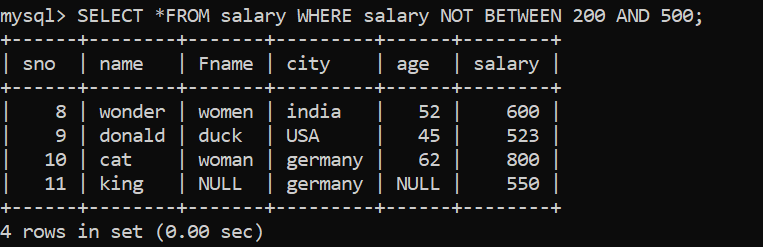 mysql> SELECT *FROM salary WHERE salary NOT BETWEEN 200 AND 500;
+------+--------+-------+---------+------+--------+
| sno  | name   | Fname | city    | age  | salary |
+------+--------+-------+---------+------+--------+
|    8 | wonder | women | india   |   52 |    600 |
|    9 | donald | duck  | USA     |   45 |    523 |
|   10 | cat    | woman | germany |   62 |    800 |
|   11 | king   | NULL  | germany | NULL |    550 |
+------+--------+-------+---------+------+--------+
4 rows in set (0.00 sec)